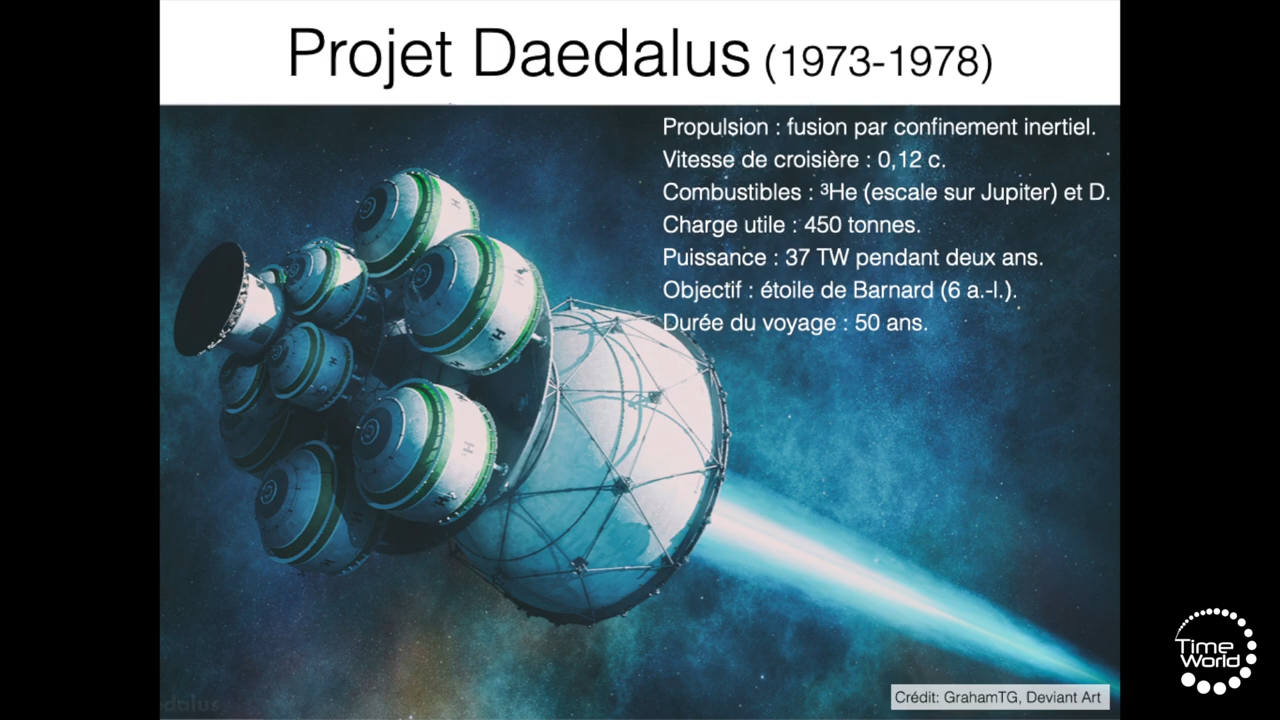 Projet Daedalus (1973-1978)
Propulsion : fusion par confinement inertiel.
Vitesse de croisière : 0,12 c.
Combustibles : ³He (escale sur Jupiter) et D.
Charge utile : 450 tonnes.
Puissance : 37 TW pendant deux ans.
Objectif : étoile de Barnard (6 a.-l.).
Durée du voyage : 50 ans.
Time
World
Crédit: GrahamTG, Deviant Art